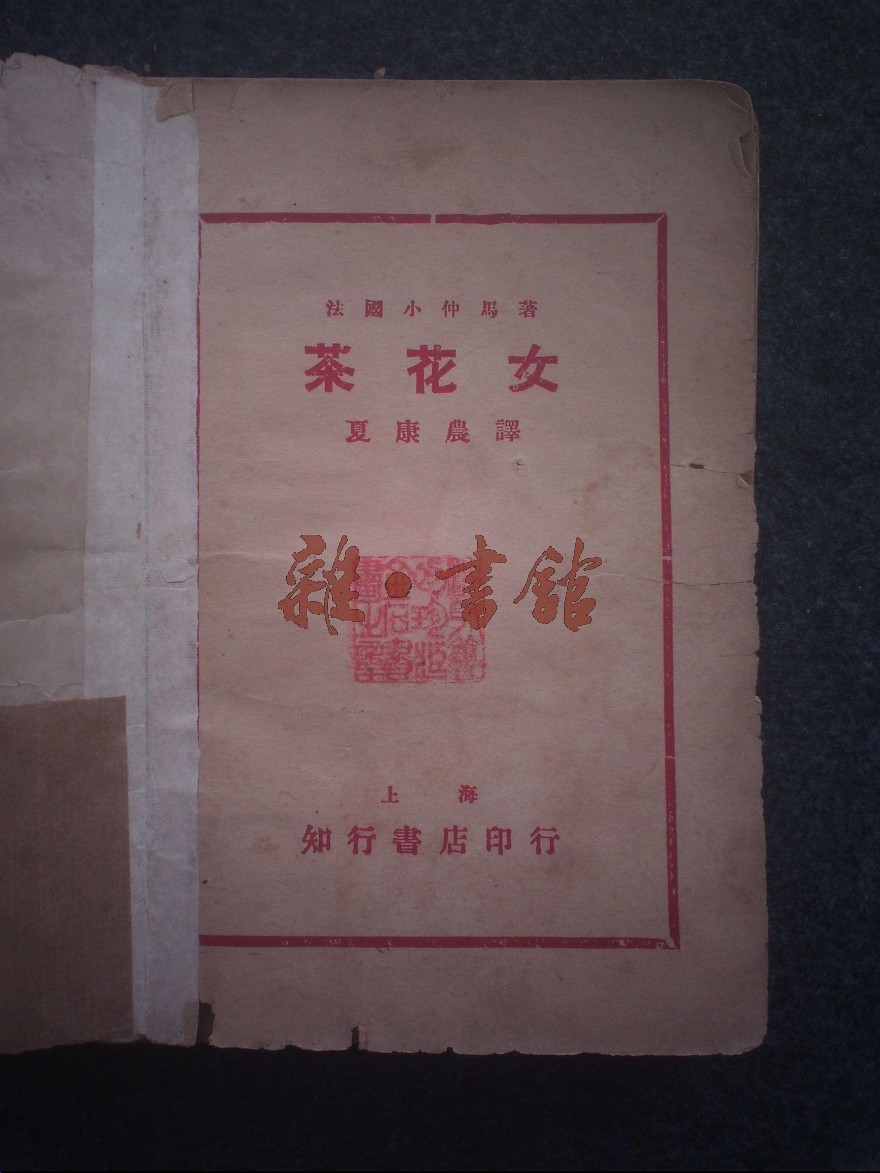 法國小仲馬著
茶花女
夏康農譯
雜·書館
上海
知行書店印行